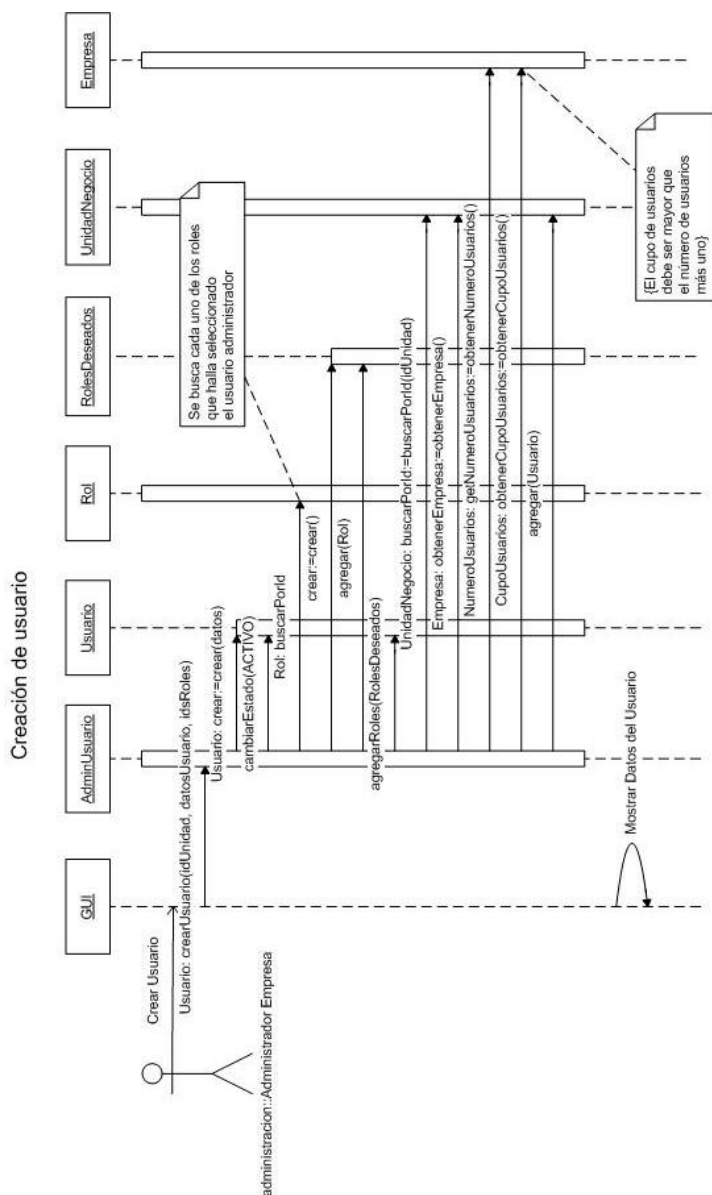 Creación de usuario
GUI
AdminUsuario
Usuario
Rol
RolesDeseados
UnidadNegocio
Empresa
administracion::Administrador Empresa
Crear Usuario
Usuario: crearUsuario(idUnidad, datosUsuario, idsRoles)
Usuario: crear:=crear(datos)
cambiarEstado(ACTIVO)
Rol: buscarPorId
Se busca cada uno de los roles
que halla seleccionado
el usuario administrador
crear:=crear()
agregar(Rol)
agregarRoles(RolesDeseados)
UnidadNegocio: buscarPorId:=buscarPorId(idUnidad)
Empresa: obtenerEmpresa:=obtenerEmpresa()
NumeroUsuarios: getNumeroUsuarios:=obtenerNumeroUsuarios()
CupoUsuarios: obtenerCupoUsuarios:=obtenerCupoUsuarios()
agregar(Usuario)
{El cupo de usuarios
debe ser mayor que
el número de usuarios
más uno}
Mostrar Datos del Usuario